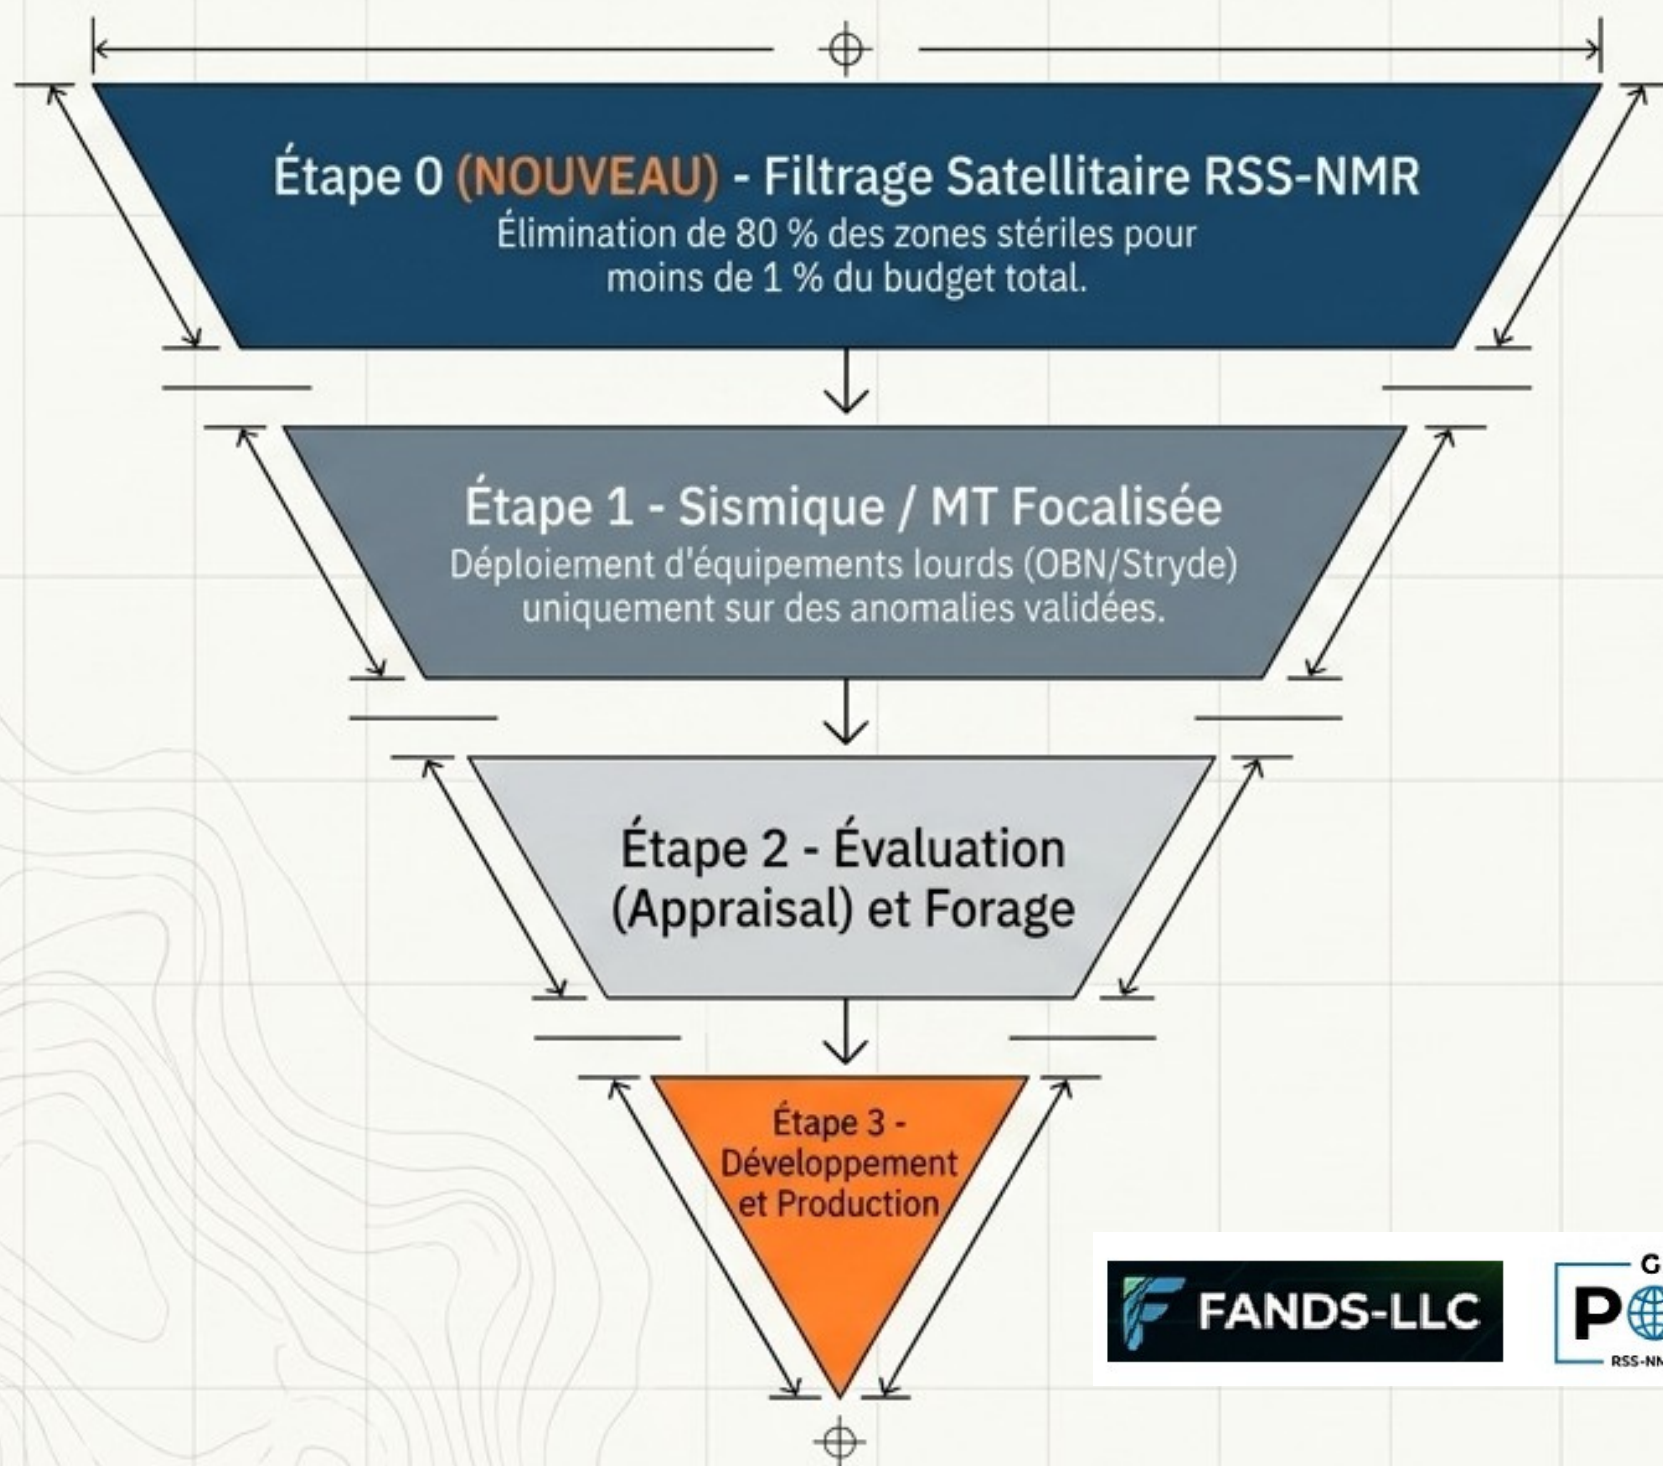 Étape 0 (NOUVEAU) - Filtrage Satellitaire RSS-NMR
Élimination de 80 % des zones stériles pour
moins de 1 % du budget total.
Étape 1 - Sismique / MT Focalisée
Déploiement d'équipements lourds (OBN/Stryde)
uniquement sur des anomalies validées.
Étape 2 - Évaluation
(Appraisal) et Forage
Étape 3 -
Développement
et Production
FANDS-LLC